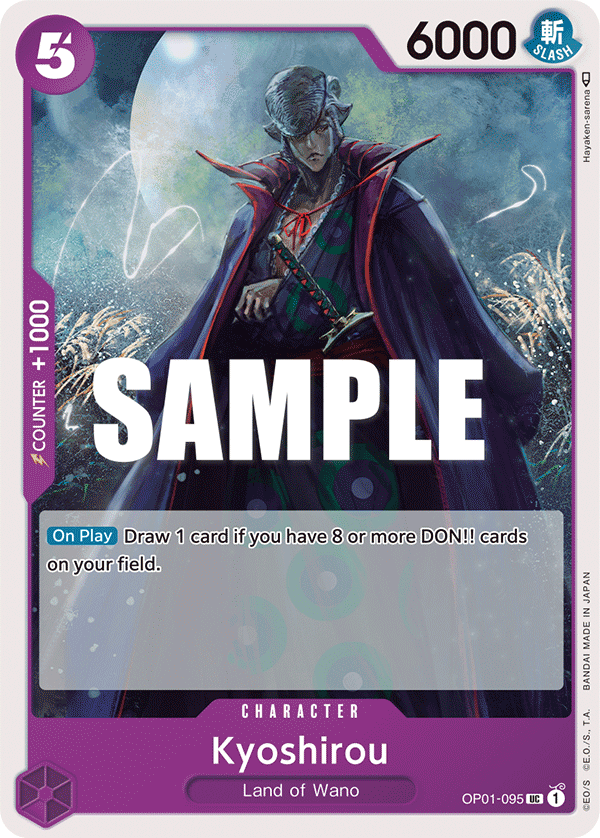 5
6000
斬
SLASH
Hayaken-sarena
COUNTER +1000
SAMPLE
On Play Draw 1 card if you have 8 or more DON!! cards
on your field.
CHARACTER
Kyoshirou
Land of Wano
OP01-095 UC 1
©EO/S ©E.O./S., T.A. BANDAI MADE IN JAPAN